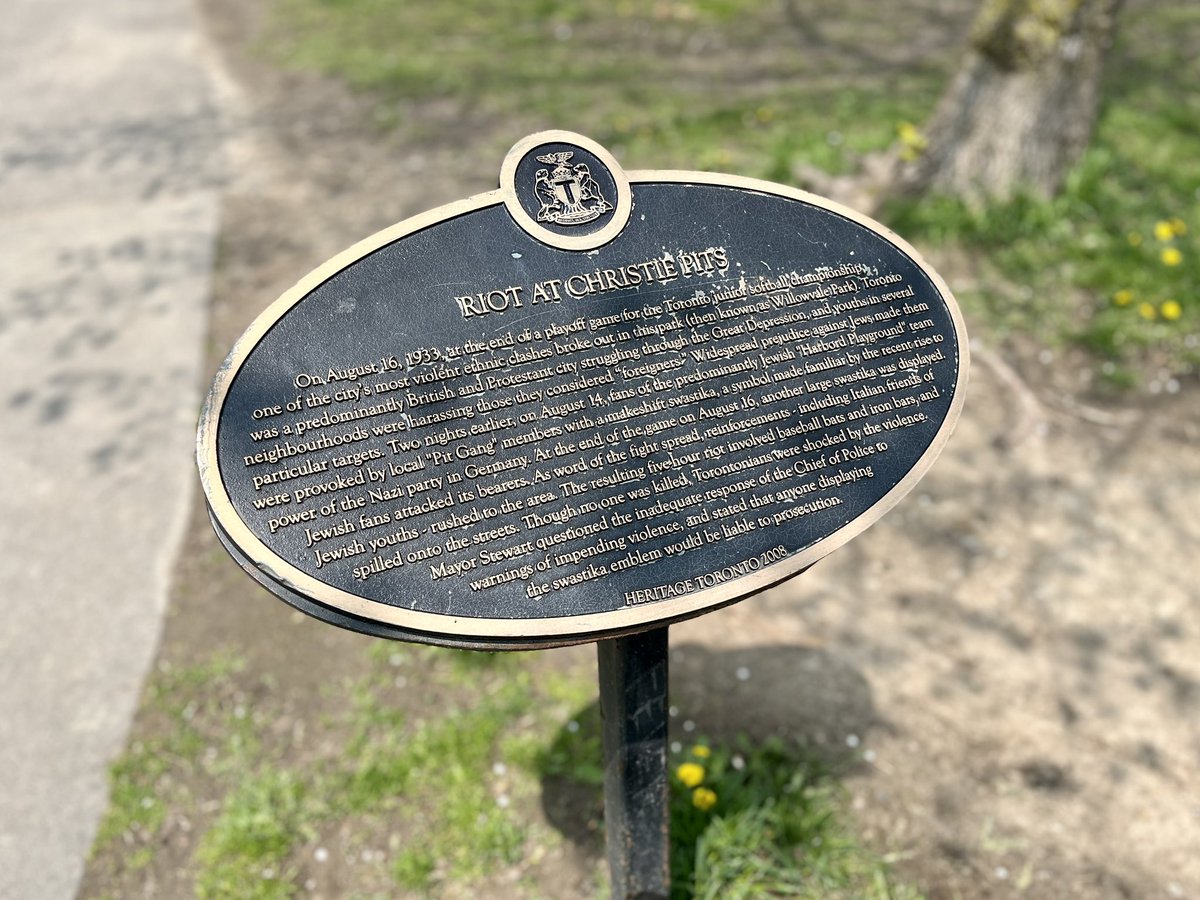 T
RIOT AT CHRISTIE PITS
On August 16, 1933, at the end of a playoff game for the Toronto junior softball championship,
one of the city's most violent ethnic clashes broke out in this park (then known as Willowvale Park). Toronto
was a predominantly British and Protestant city struggling through the Great Depression, and youths in several
neighbourhoods were harassing those they considered "foreigners." Widespread prejudice against Jews made them
particular targets. Two nights earlier, on August 14, fans of the predominantly Jewish "Harbord Playground" team
were provoked by local "Pit Gang" members with a makeshift swastika, a symbol made familiar by the recent rise to
power of the Nazi party in Germany. At the end of the game on August 16, another large swastika was displayed.
Jewish fans attacked its bearers. As word of the fight spread, reinforcements - including Italian friends of
Jewish youths - rushed to the area. The resulting five-hour riot involved baseball bats and iron bars, and
spilled onto the streets. Though no one was killed, Torontonians were shocked by the violence.
Mayor Stewart questioned the inadequate response of the Chief of Police to
warnings of impending violence, and stated that anyone displaying
the swastika emblem would be liable to prosecution.
HERITAGE TORONTO 2008